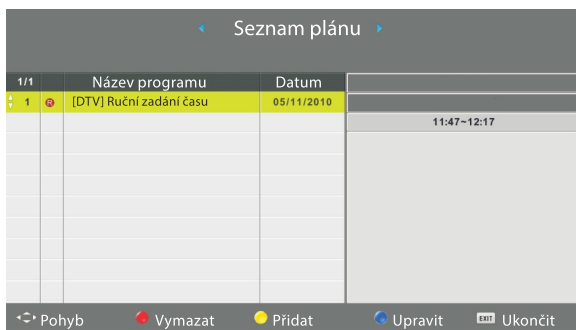 Seznam plánu
1/1 Název programu Datum
1 R [DTV] Ruční zadání času 05/11/2010
11:47~12:17
Pohyb Vymazat Přidat Upravit EXIT Ukončit